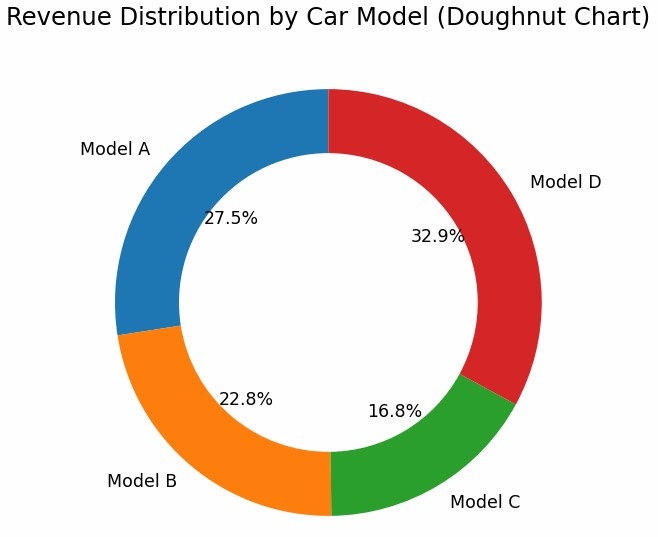 Revenue Distribution by Car Model (Doughnut Chart)
Model A
Model D
27.5%
32.9%
22.8%
16.8%
Model B
Model C